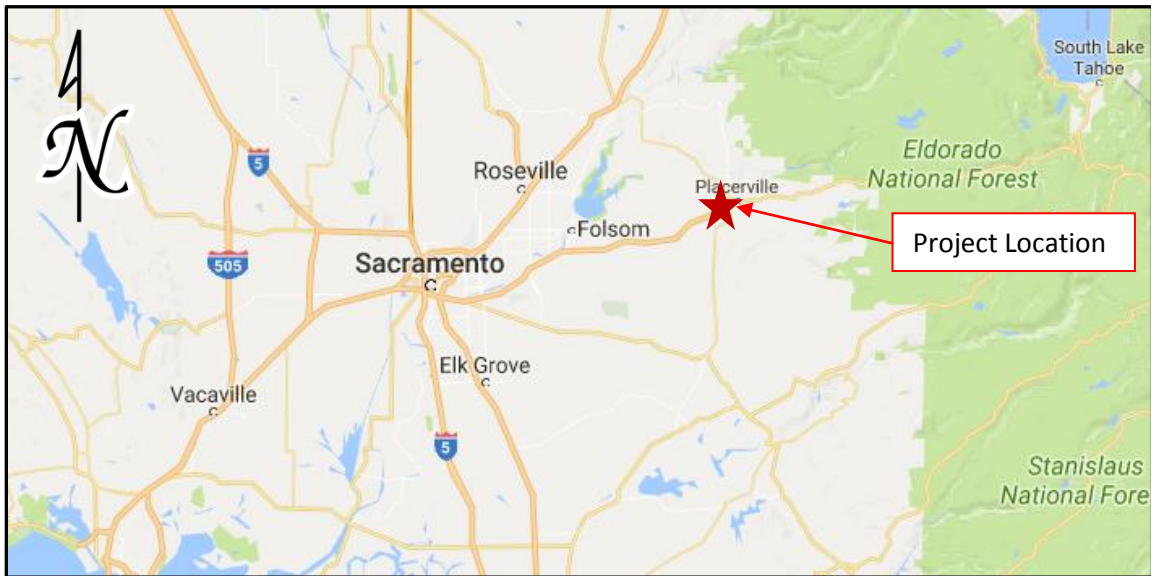 South Lake
Tahoe
N
5
Roseville
Eldorado
National Forest
Placerville
Folsom
Project Location
505
Sacramento
Elk Grove
Vacaville
5
Stanislaus
National Fore